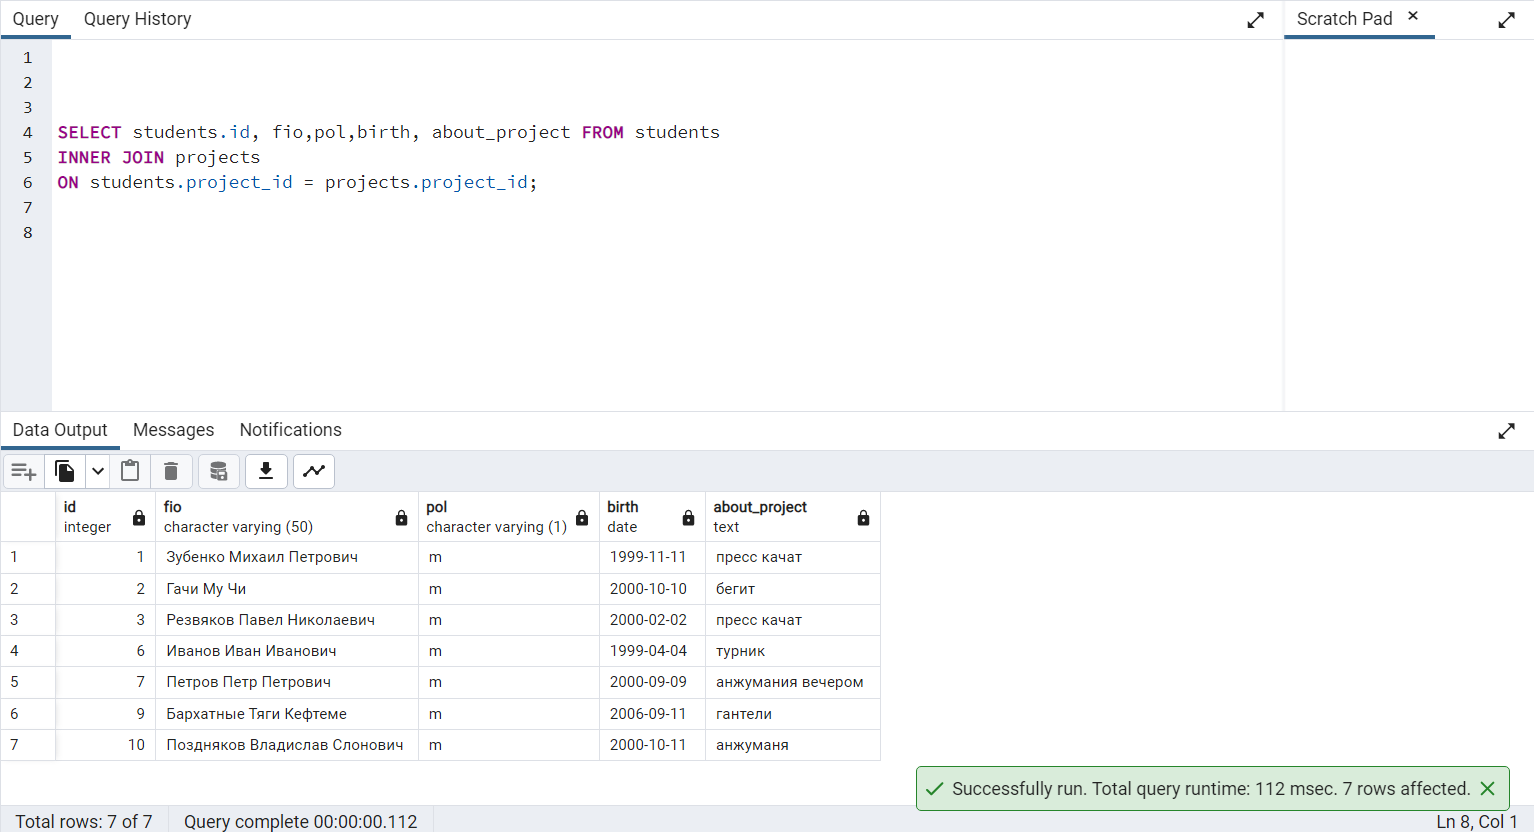 Query Query History Scratch Pad
1
2
3
4 SELECT students.id, fio,pol,birth, about_project FROM students
5 INNER JOIN projects
6 ON students.project_id = projects.project_id;
7
8
Data Output Messages Notifications
id fio pol birth about_project
integer character varying (50) character varying (1) date text
1 1 Зубенко Михаил Петрович m 1999-11-11 пресс качат
2 2 Гачи Му Чи m 2000-10-10 бегит
3 3 Резвяков Павел Николаевич m 2000-02-02 пресс качат
4 6 Иванов Иван Иванович m 1999-04-04 турник
5 7 Петров Петр Петрович m 2000-09-09 анжумания вечером
6 9 Бархатные Тяги Кефтеме m 2006-09-11 гантели
7 10 Поздняков Владислав Слонович m 2000-10-11 анжуманя
Successfully run. Total query runtime: 112 msec. 7 rows affected.
Total rows: 7 of 7 Query complete 00:00:00.112 Ln 8, Col 1